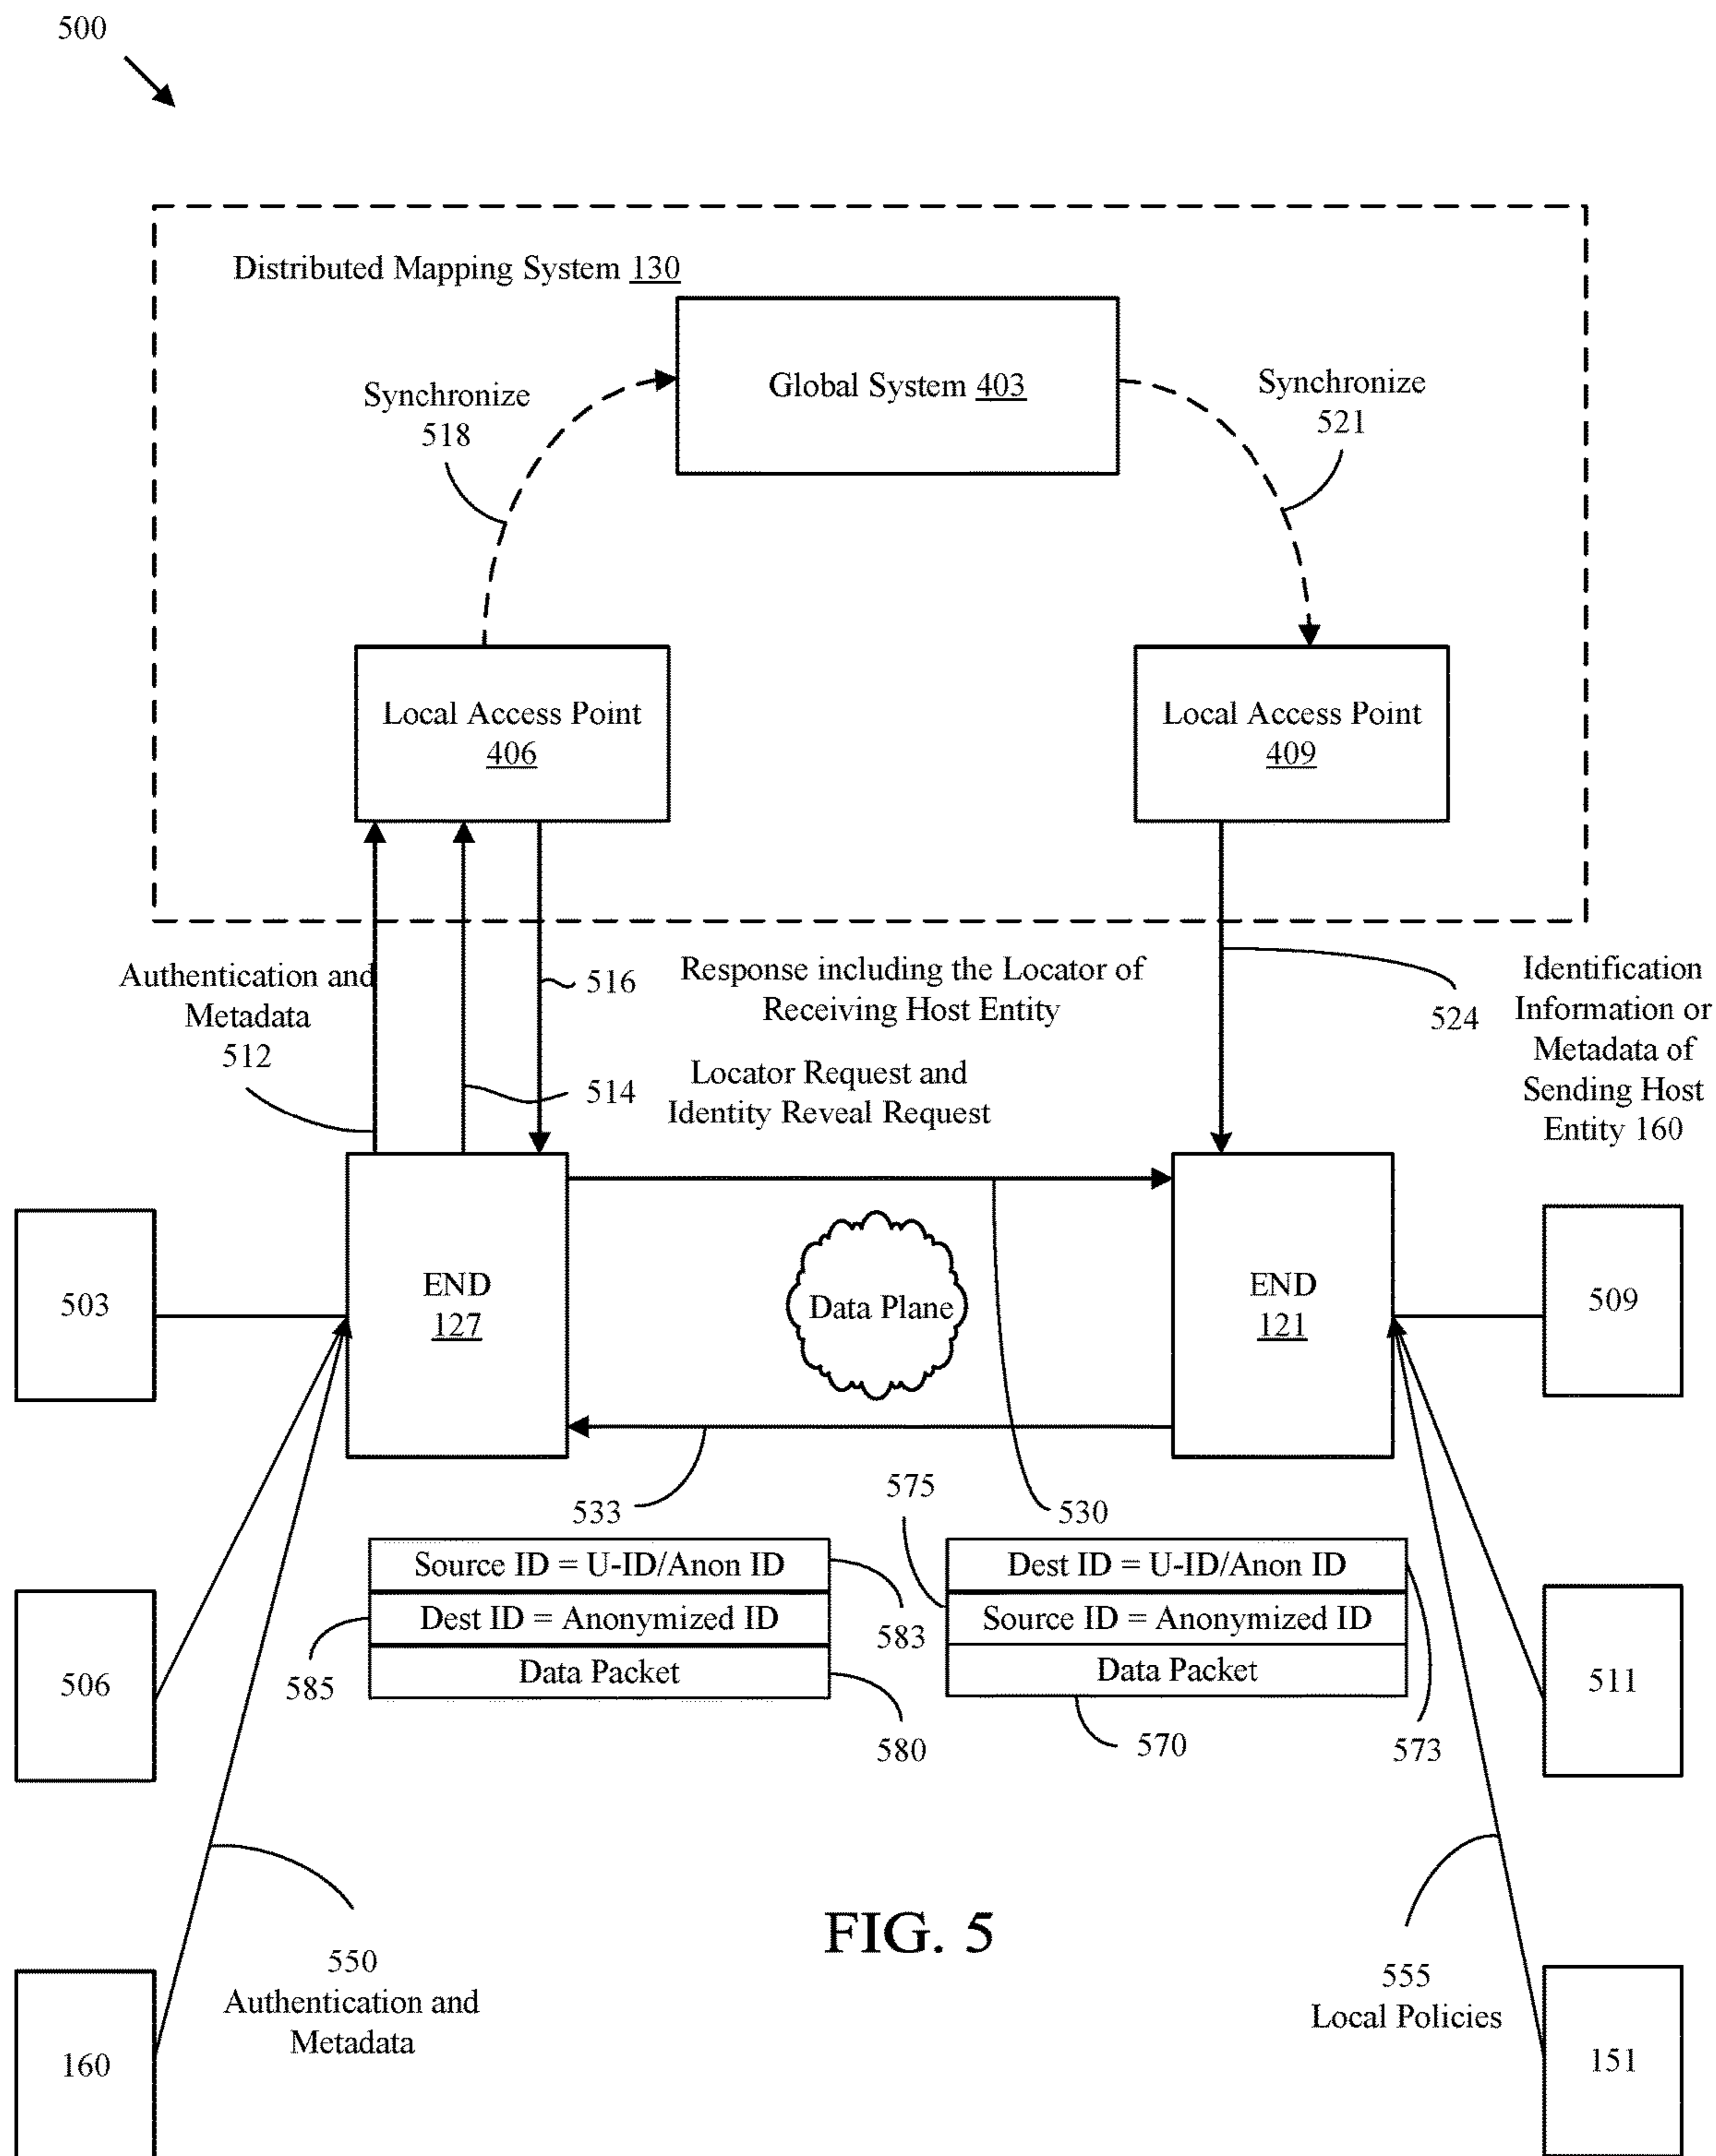 500
Distributed Mapping System 130
Global System 403
Synchronize
518
Synchronize
521
Local Access Point
406
Local Access Point
409
Authentication and
Metadata
512
516
Response including the Locator of
Receiving Host Entity
514
Locator Request and
Identity Reveal Request
524
Identification
Information or
Metadata of
Sending Host
Entity 160
503
END
127
Data Plane
END
121
509
533
575
530
506
Source ID = U-ID/Anon ID
Dest ID = Anonymized ID
Data Packet
585
583
580
Dest ID = U-ID/Anon ID
Source ID = Anonymized ID
Data Packet
570
573
511
550
Authentication and
Metadata
FIG. 5
555
Local Policies
160
151